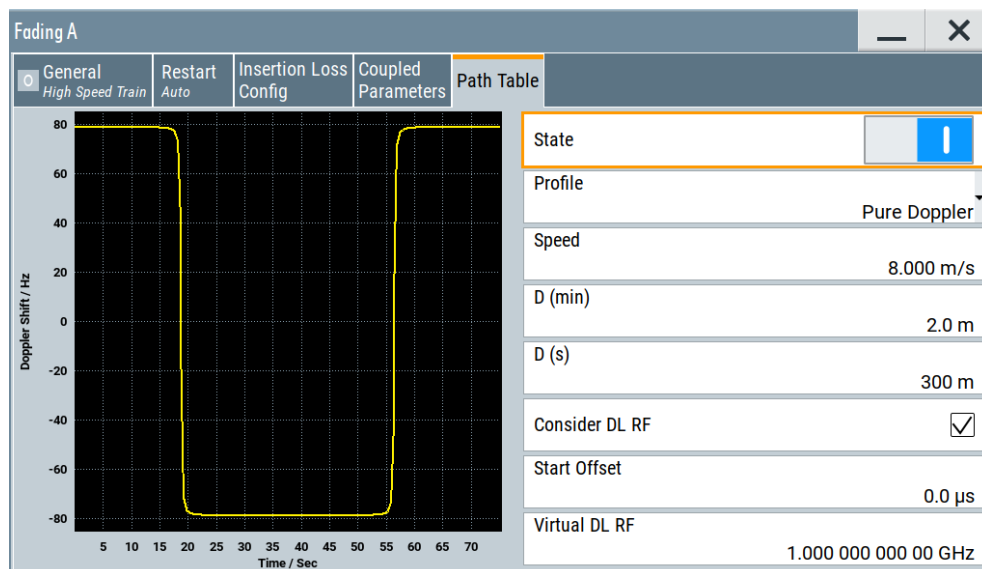 Fading A
General
High Speed Train
Restart
Auto
Insertion Loss
Config
Coupled
Parameters
Path Table
80
60
40
20
0
-20
-40
-60
-80
Doppler Shift / Hz
5 10 15 20 25 30 35 40 45 50 55 60 65 70
Time / Sec
State
Profile
Pure Doppler
Speed
8.000 m/s
D (min)
2.0 m
D (s)
300 m
Consider DL RF
Start Offset
0.0 µs
Virtual DL RF
1.000 000 000 00 GHz